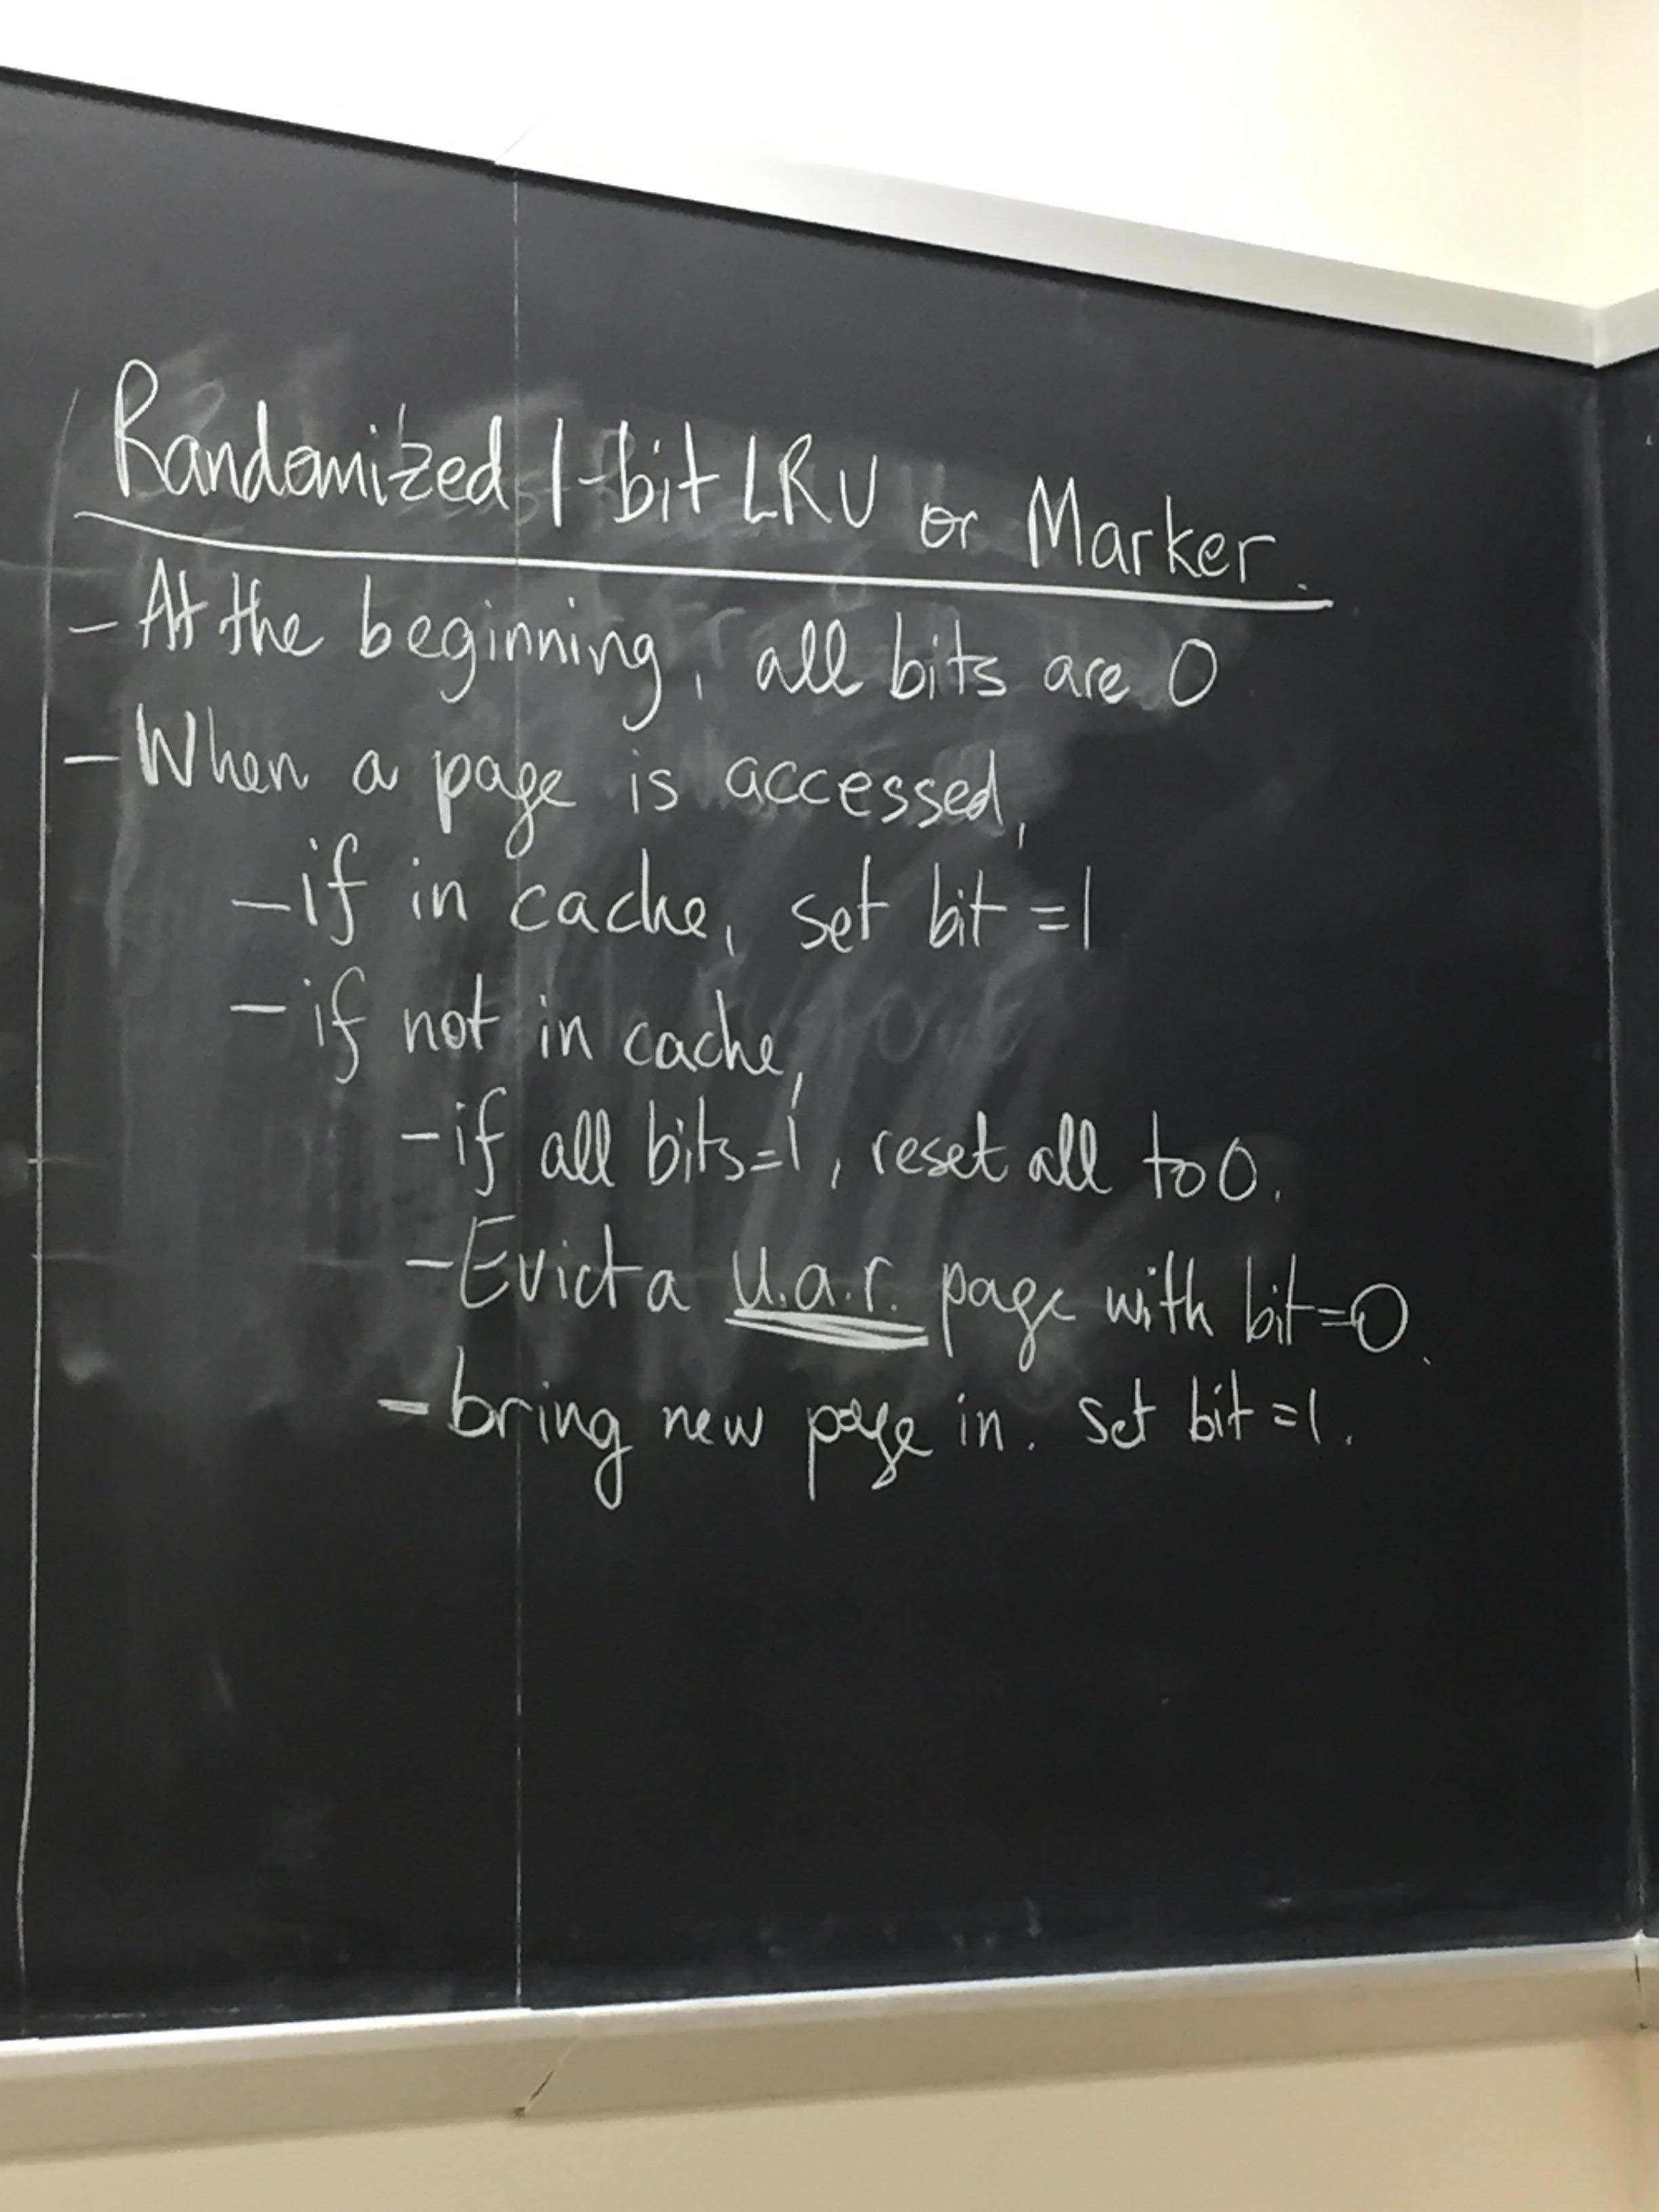 Randomized 1-bit LRU or Marker.
- At the beginning, all bits are 0
- When a page is accessed,
- if in cache, set bit = 1
- if not in cache,
- if all bits=1, reset all to 0.
- Evict a u.a.r. page with bit=0.
- bring new page in. set bit = 1.